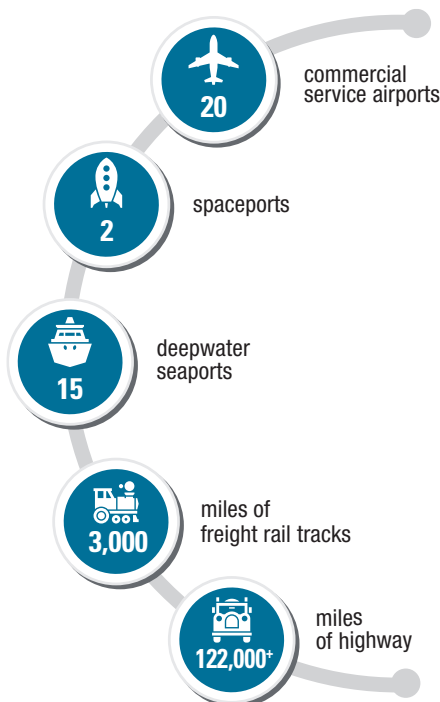 20
commercial
service airports
2
spaceports
15
deepwater
seaports
3,000
miles of
freight rail tracks
122,000+
miles
of highway